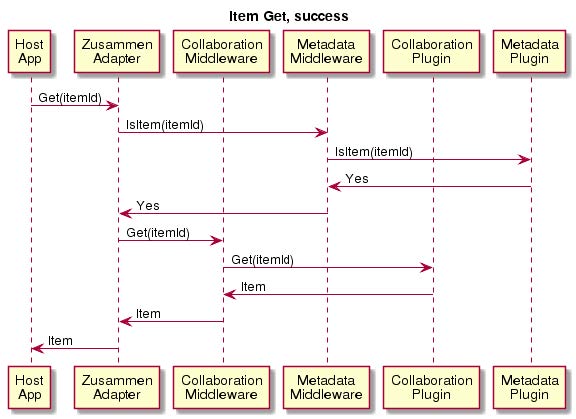 Item Get, success
Host
App
Zusammen
Adapter
Collaboration
Middleware
Metadata
Middleware
Collaboration
Plugin
Metadata
Plugin
Get(itemId)
IsItem(itemId)
IsItem(itemId)
Yes
Yes
Get(itemId)
Get(itemId)
Item
Item
Item
Host
App
Zusammen
Adapter
Collaboration
Middleware
Metadata
Middleware
Collaboration
Plugin
Metadata
Plugin